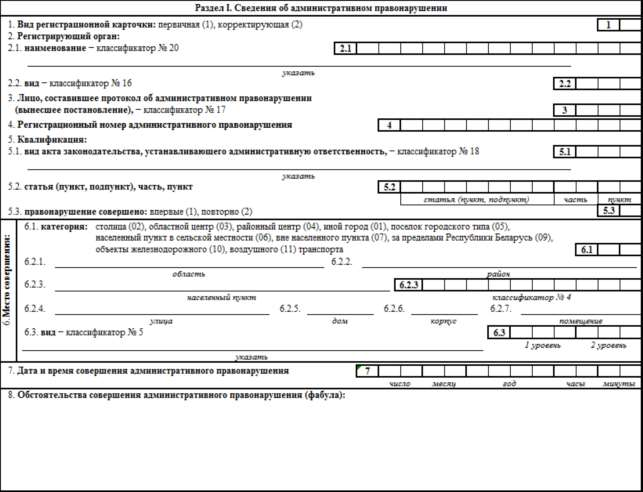 Раздел I. Сведения об административном правонарушении
1. Вид регистрационной карточки: первичная (1), корректирующая (2) 1
2. Регистрирующий орган:
2.1. наименование – классификатор № 20 2.1
указать
2.2. вид – классификатор № 16 2.2
3. Лицо, составившее протокол об административном правонарушении
(вынесшее постановление), – классификатор № 17 3
4. Регистрационный номер административного правонарушения 4
5. Квалификация:
5.1. вид акта законодательства, устанавливающего административную ответственность, – классификатор № 18 5.1
указать
5.2. статья (пункт, подпункт), часть, пункт 5.2
статья (пункт, подпункт) часть пункт
5.3. правонарушение совершено: впервые (1), повторно (2) 5.3
6. Место совершения:
6.1. категория: столица (02), областной центр (03), районный центр (04), иной город (01), поселок городского типа (05),
населенный пункт в сельской местности (06), вне населенного пункта (07), за пределами Республики Беларусь (09),
объекты железнодорожного (10), воздушного (11) транспорта 6.1
6.2.1. 6.2.2.
область район
6.2.3. 6.2.3
населенный пункт классификатор № 4
6.2.4. 6.2.5. 6.2.6. 6.2.7.
улица дом корпус помещение
6.3. вид – классификатор № 5 6.3
1 уровень 2 уровень
указать
7. Дата и время совершения административного правонарушения 7
число месяц год часы минуты
8. Обстоятельства совершения административного правонарушения (фабула):